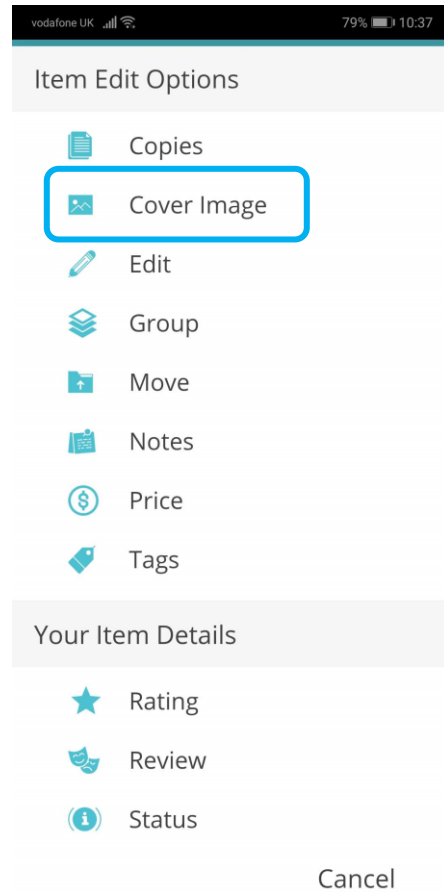 vodafone UK 79% 10:37
Item Edit Options
Copies
Cover Image
Edit
Group
Move
Notes
Price
Tags
Your Item Details
Rating
Review
Status
Cancel